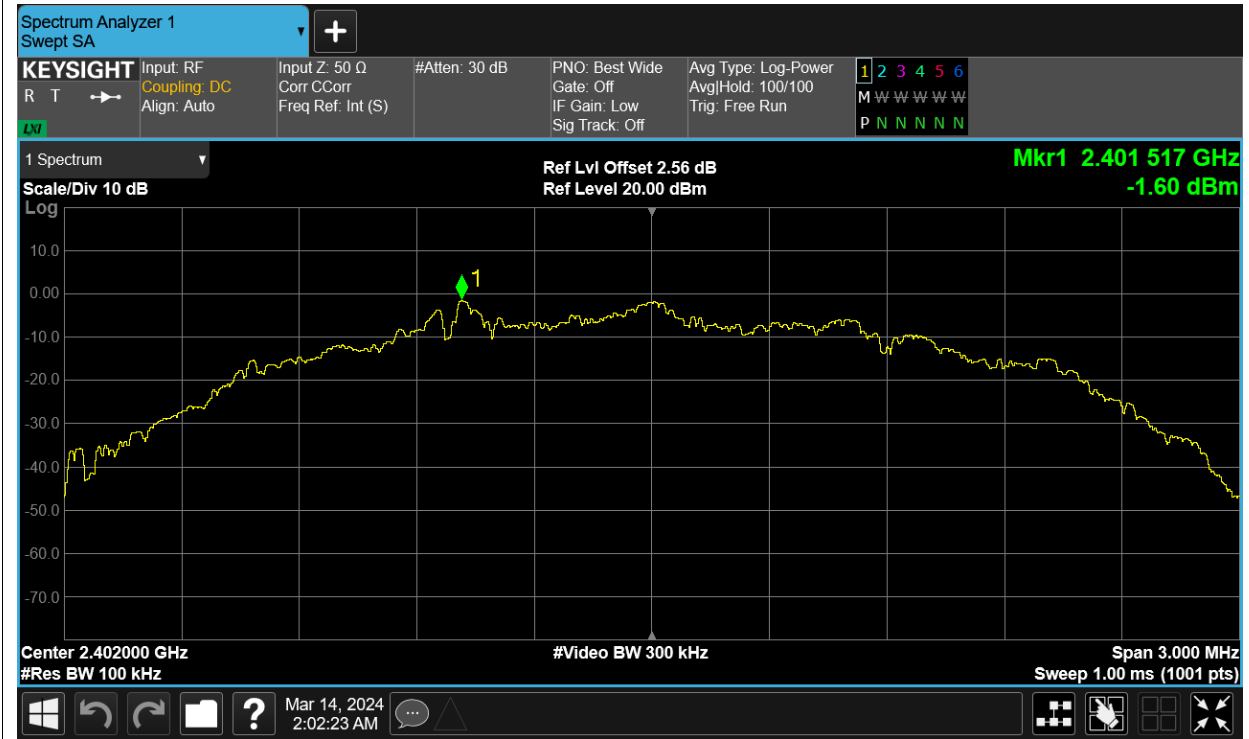 Spectrum Analyzer 1
Swept SA
KEYSIGHT
R T
LXI
Input: RF
Coupling: DC
Align: Auto
Input Z: 50 Ω
Corr CCorr
Freq Ref: Int (S)
#Atten: 30 dB
PNO: Best Wide
Gate: Off
IF Gain: Low
Sig Track: Off
Avg Type: Log-Power
Avg|Hold: 100/100
Trig: Free Run
1 2 3 4 5 6
M W W W W W
P N N N N N
1 Spectrum
Scale/Div 10 dB
Log
Ref Lvl Offset 2.56 dB
Ref Level 20.00 dBm
Mkr1 2.401 517 GHz
-1.60 dBm
1
10.0
0.00
-10.0
-20.0
-30.0
-40.0
-50.0
-60.0
-70.0
Center 2.402000 GHz
#Res BW 100 kHz
#Video BW 300 kHz
Span 3.000 MHz
Sweep 1.00 ms (1001 pts)
?
Mar 14, 2024
2:02:23 AM